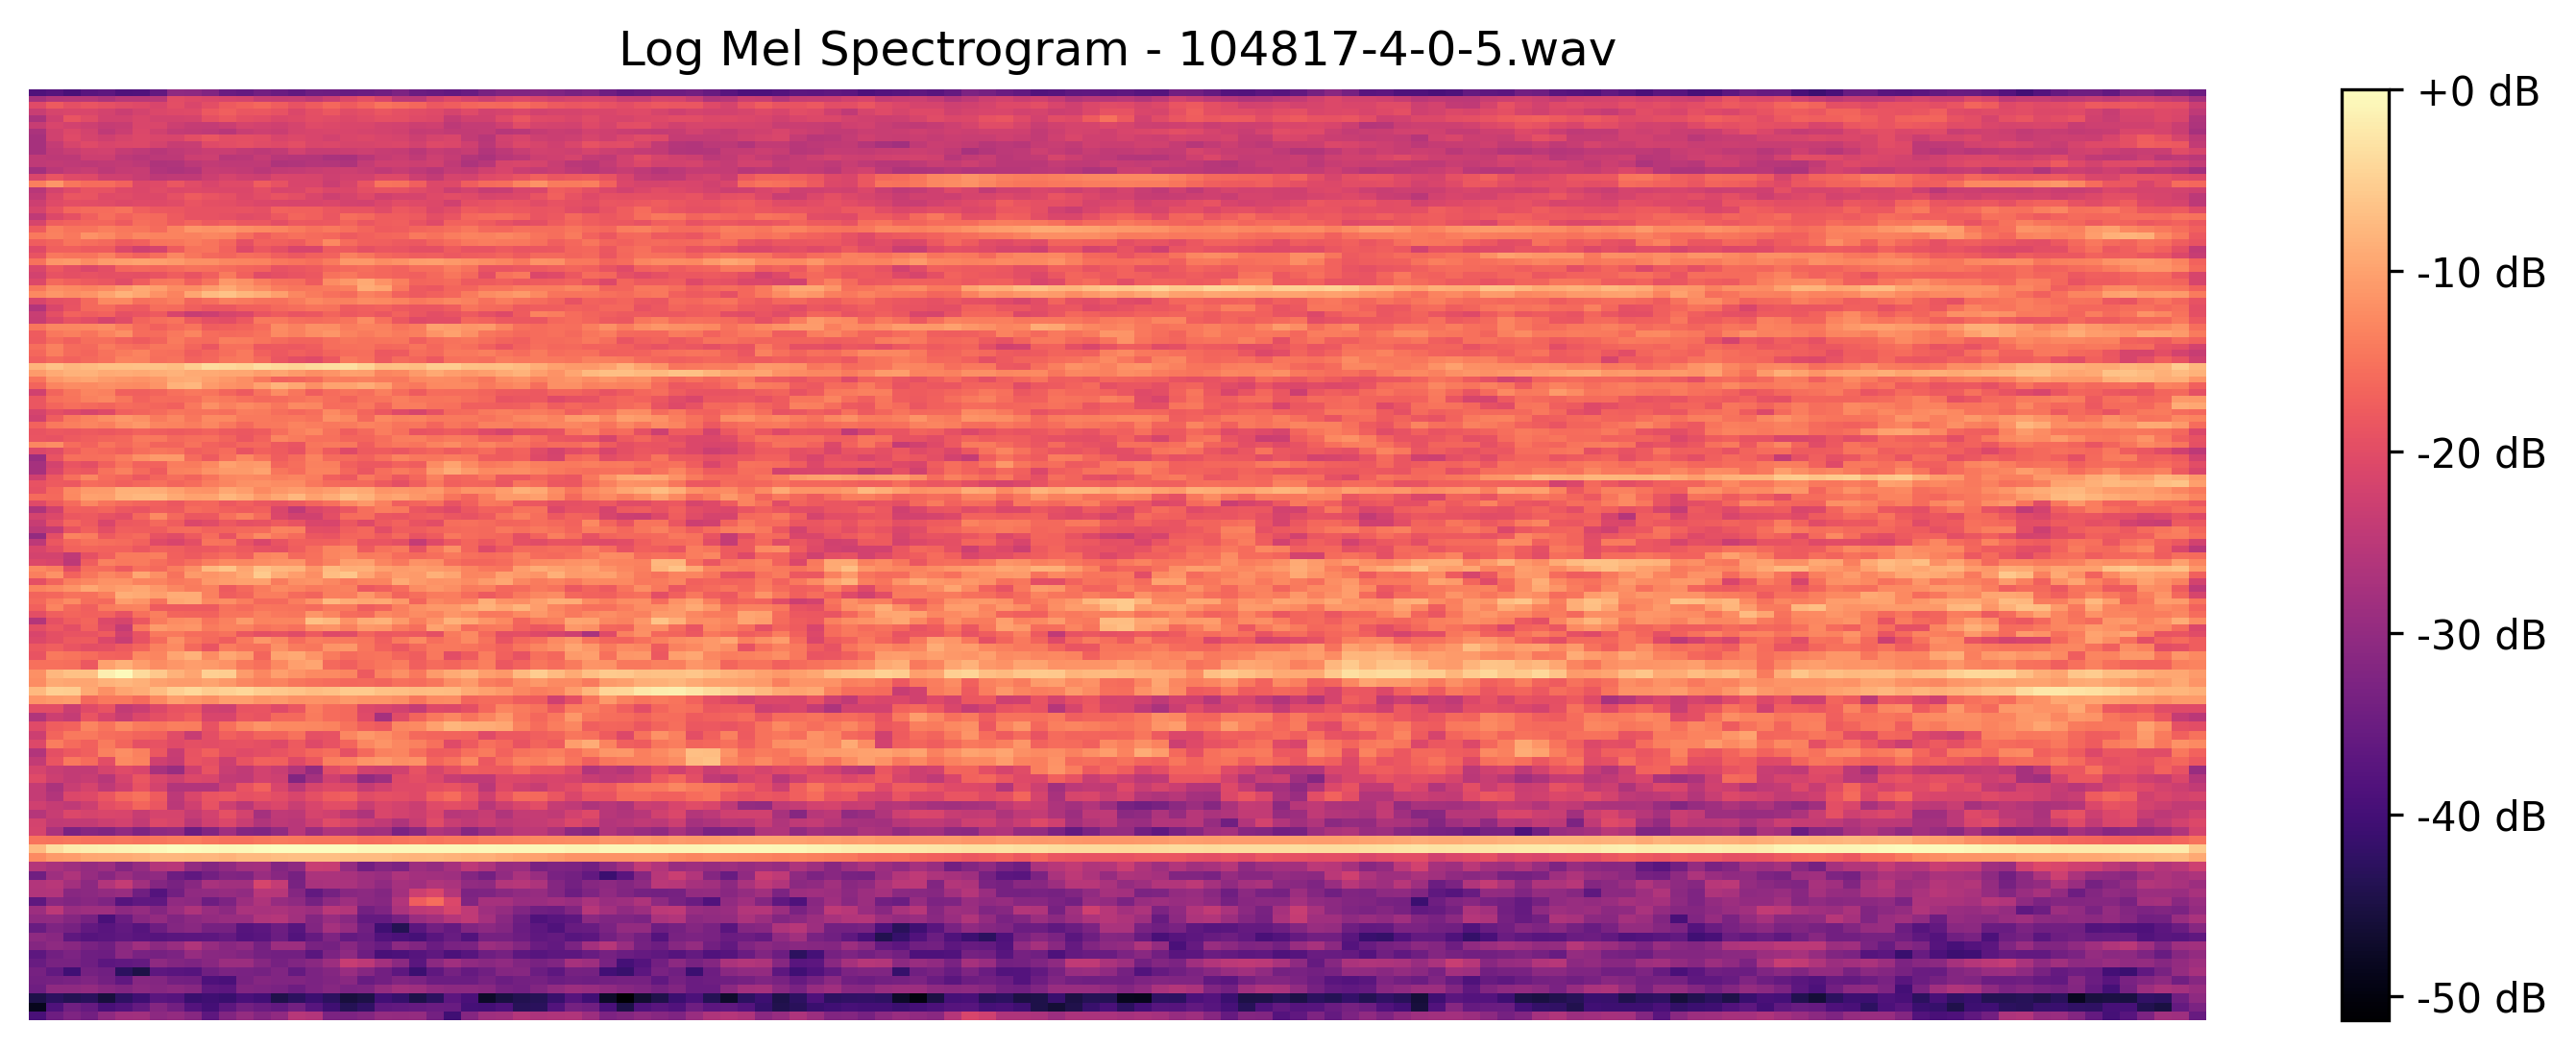 Log Mel Spectrogram - 104817-4-0-5.wav
+0 dB
-10 dB
-20 dB
-30 dB
-40 dB
-50 dB